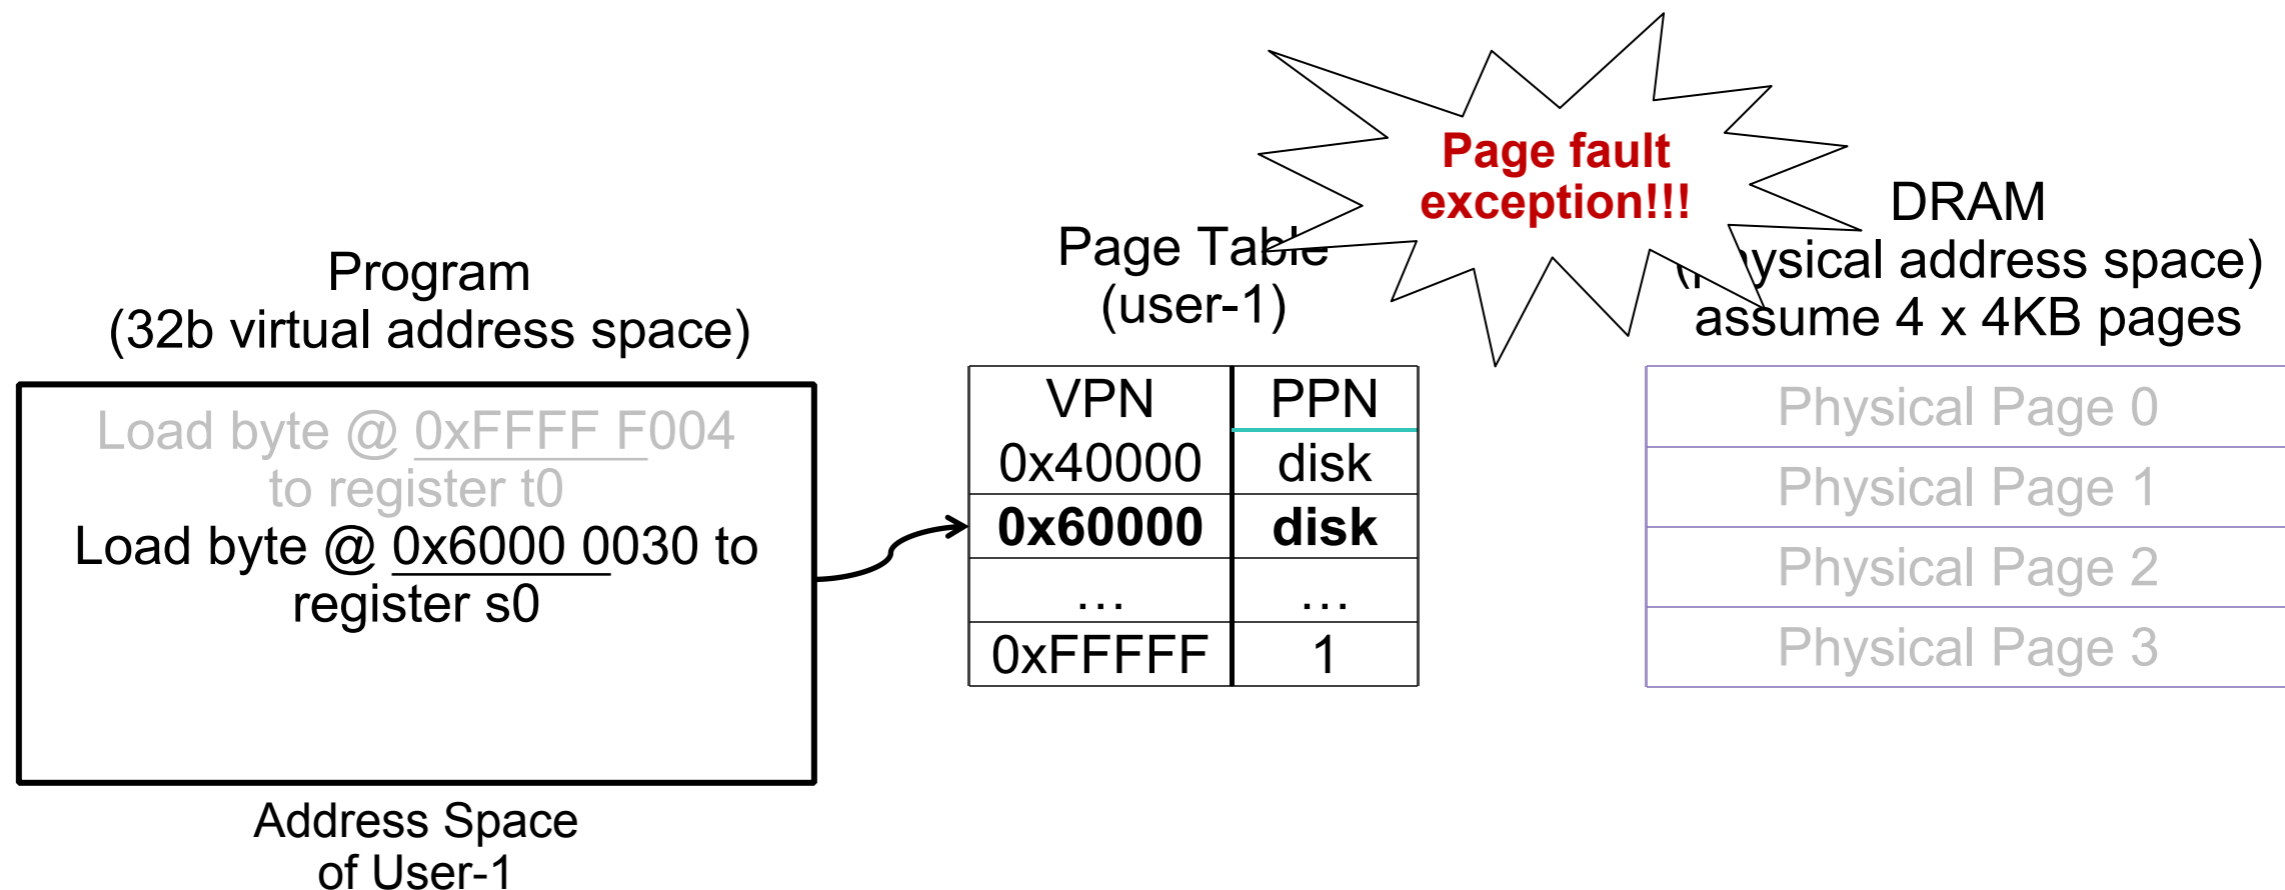 Page fault
exception!!!
Program
(32b virtual address space)
Load byte @ 0xFFFF F004
to register t0
Load byte @ 0x6000 0030 to
register s0
Address Space
of User-1
Page Table
(user-1)
VPN PPN
0x40000 disk
0x60000 disk
… …
0xFFFFF 1
DRAM
(physical address space)
assume 4 x 4KB pages
Physical Page 0
Physical Page 1
Physical Page 2
Physical Page 3